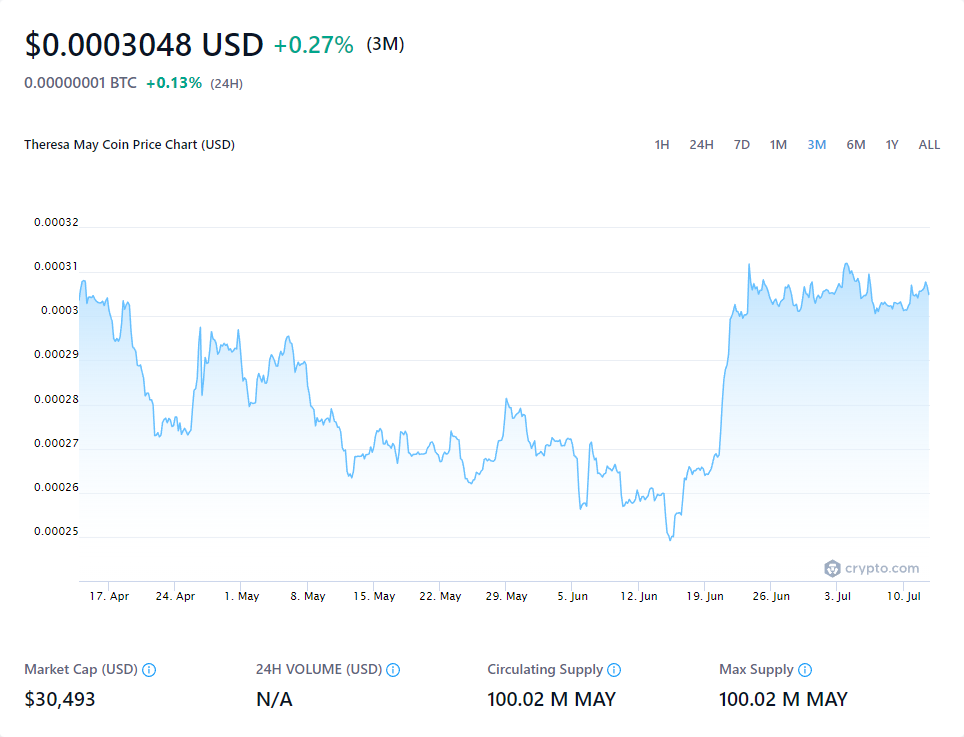 $0.0003048 USD +0.27% (3M)
0.00000001 BTC +0.13% (24H)
Theresa May Coin Price Chart (USD) 1H 24H 7D 1M 3M 6M 1Y ALL
0.00032
0.00031
0.0003
0.00029
0.00028
0.00027
0.00026
0.00025
crypto.com
17. Apr 24. Apr 1. May 8. May 15. May 22. May 29. May 5. Jun 12. Jun 19. Jun 26. Jun 3. Jul 10. Jul
Market Cap (USD) 24H VOLUME (USD) Circulating Supply Max Supply
$30,493 N/A 100.02 M MAY 100.02 M MAY